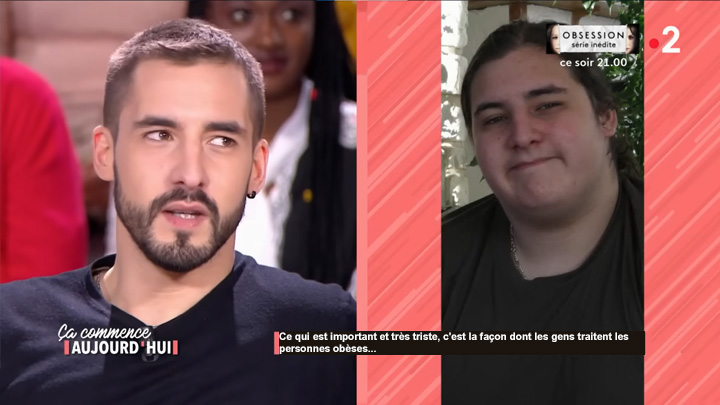 OBSESSION
série inédite
2
ce soir 21.00
Ça commence
AUJOURD'HUI
Ce qui est important et très triste, c'est la façon dont les gens traitent les
personnes obèses...